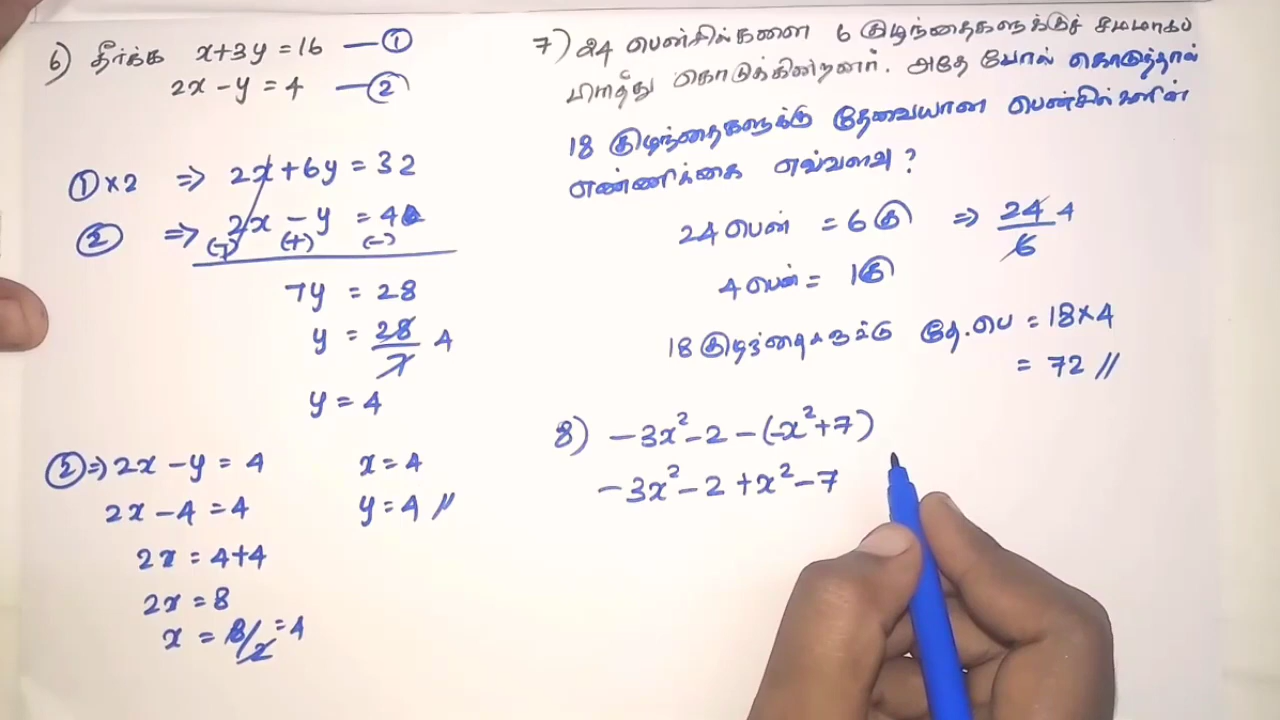 6) தீர்க்க x+3y = 16 —①
2x - y = 4 —②
①×2 ⇒ 2x + 6y = 32
② ⇒ 2x - y = 4
(-) (+) (-)
7y = 28
y = 28/7 4
y = 4
②⇒ 2x - y = 4
2x - 4 = 4
2x = 4+4
2x = 8
x = 8/2 = 4
x = 4
y = 4 //
7) 24 பென்சில்களை 6 குழந்தைகளுக்குச் சமமாகப்
பிரித்து கொடுக்கின்றனர். அதே போல் கொடுத்தால்
18 குழந்தைகளுக்கு தேவையான பென்சில்களின்
எண்ணிக்கை எவ்வளவு?
24 பென் = 6 கு ⇒ 24/6 4
4 பென் = 1 கு
18 குழந்தைகளுக்கு தே.பெ = 18×4
= 72 //
8) -3x² - 2 - (-x² + 7)
-3x² - 2 + x² - 7